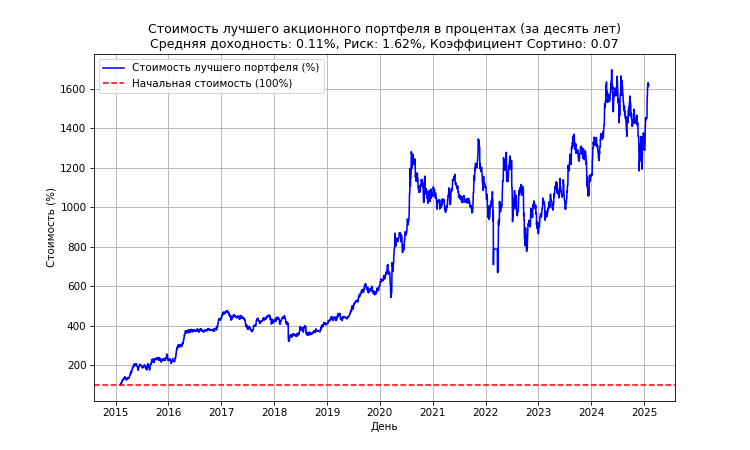 Стоимость лучшего акционного портфеля в процентах (за десять лет)
Средняя доходность: 0.11%, Риск: 1.62%, Коэффициент Сортино: 0.07
Стоимость лучшего портфеля (%)
Начальная стоимость (100%)
Стоимость (%)
1600
1400
1200
1000
800
600
400
200
2015 2016 2017 2018 2019 2020 2021 2022 2023 2024 2025
День